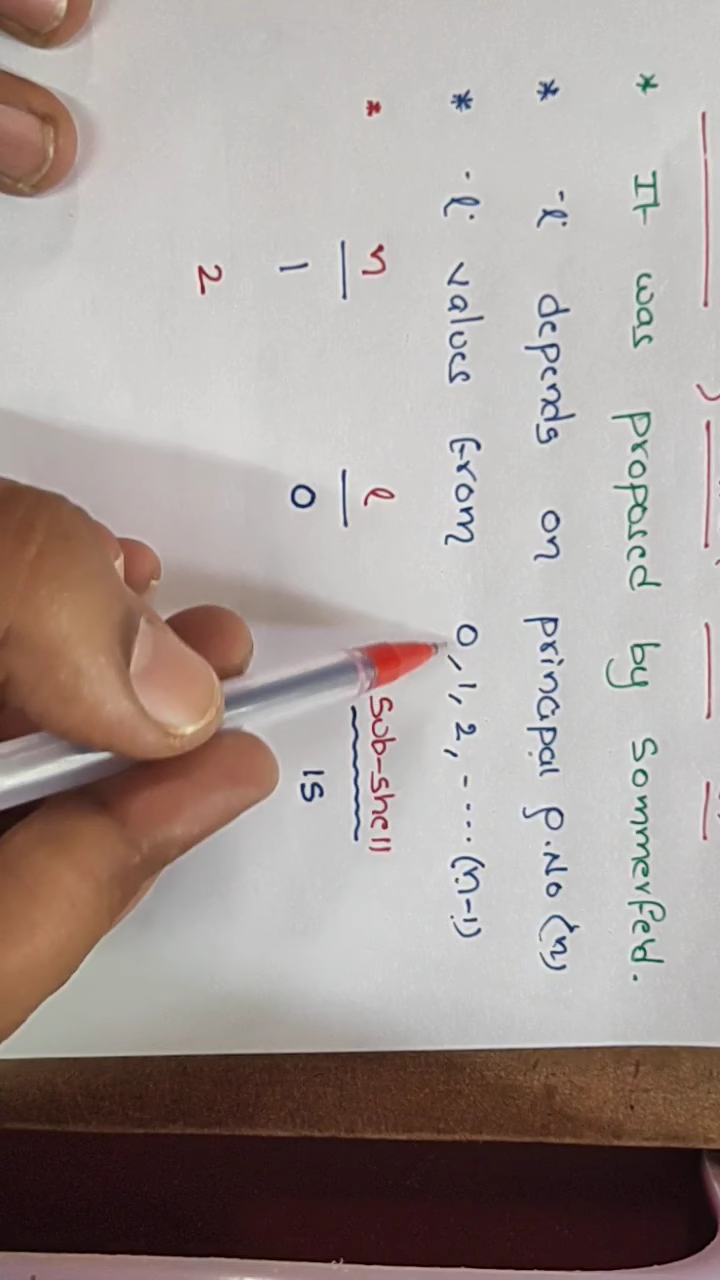 * It was proposed by Sommerfeld.
* 'l' depends on principal Q.No (n)
* 'l' values from 0, 1, 2, - ... (n-1)
* n l Sub-shell
1 0 1s
2